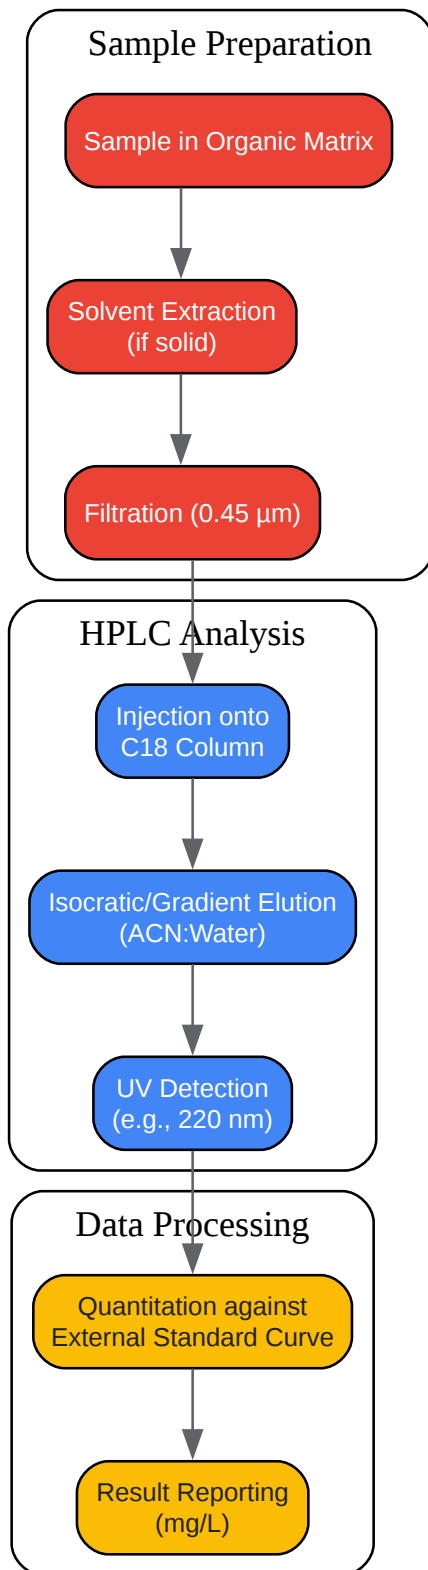 Sample Preparation
Sample in Organic Matrix
Solvent Extraction
(if solid)
Filtration (0.45 µm)
HPLC Analysis
Injection onto
C18 Column
Isocratic/Gradient Elution
(ACN:Water)
UV Detection
(e.g., 220 nm)
Data Processing
Quantitation against
External Standard Curve
Result Reporting
(mg/L)